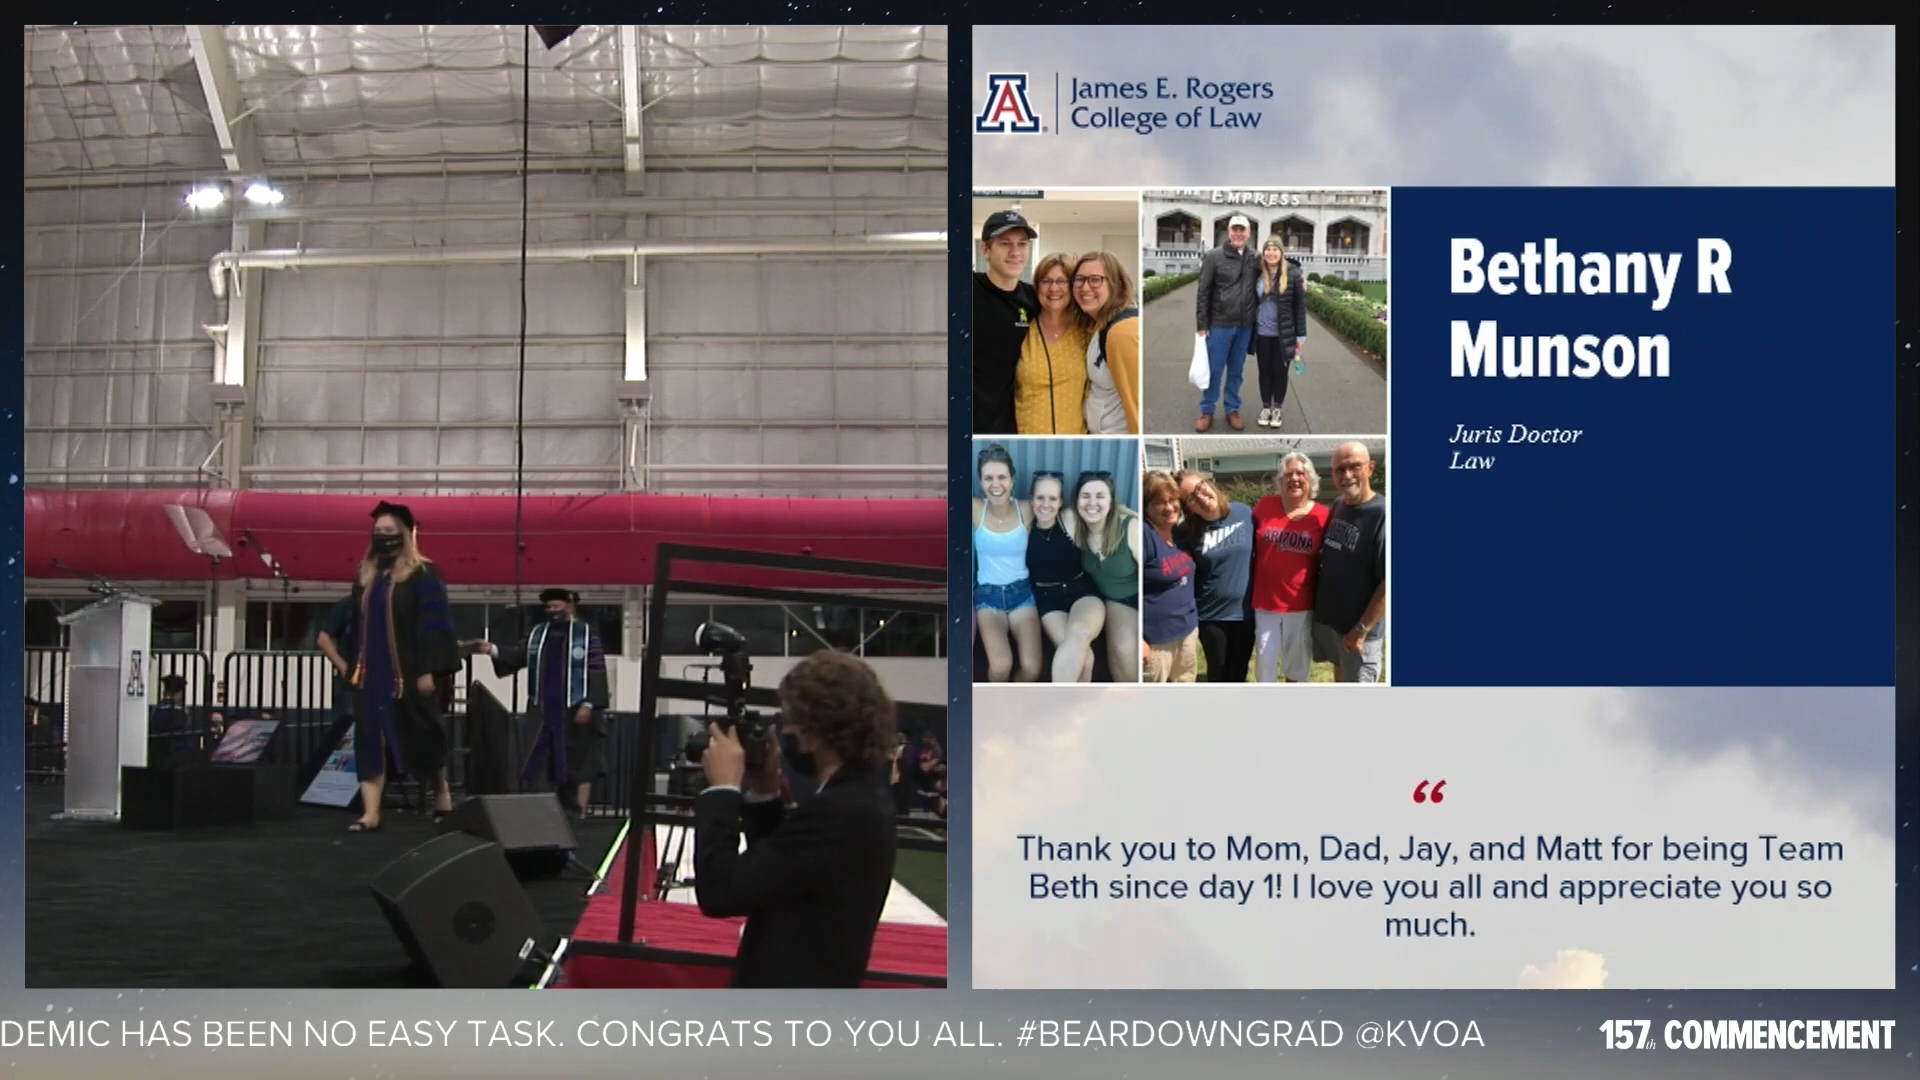 James E. Rogers
College of Law
EMPRESS
Bethany R
Munson
Juris Doctor
Law
NIKE
ARIZONA
“
Thank you to Mom, Dad, Jay, and Matt for being Team
Beth since day 1! I love you all and appreciate you so
much.
DEMIC HAS BEEN NO EASY TASK. CONGRATS TO YOU ALL. #BEARDOWNGRAD @KVOA
157th COMMENCEMENT